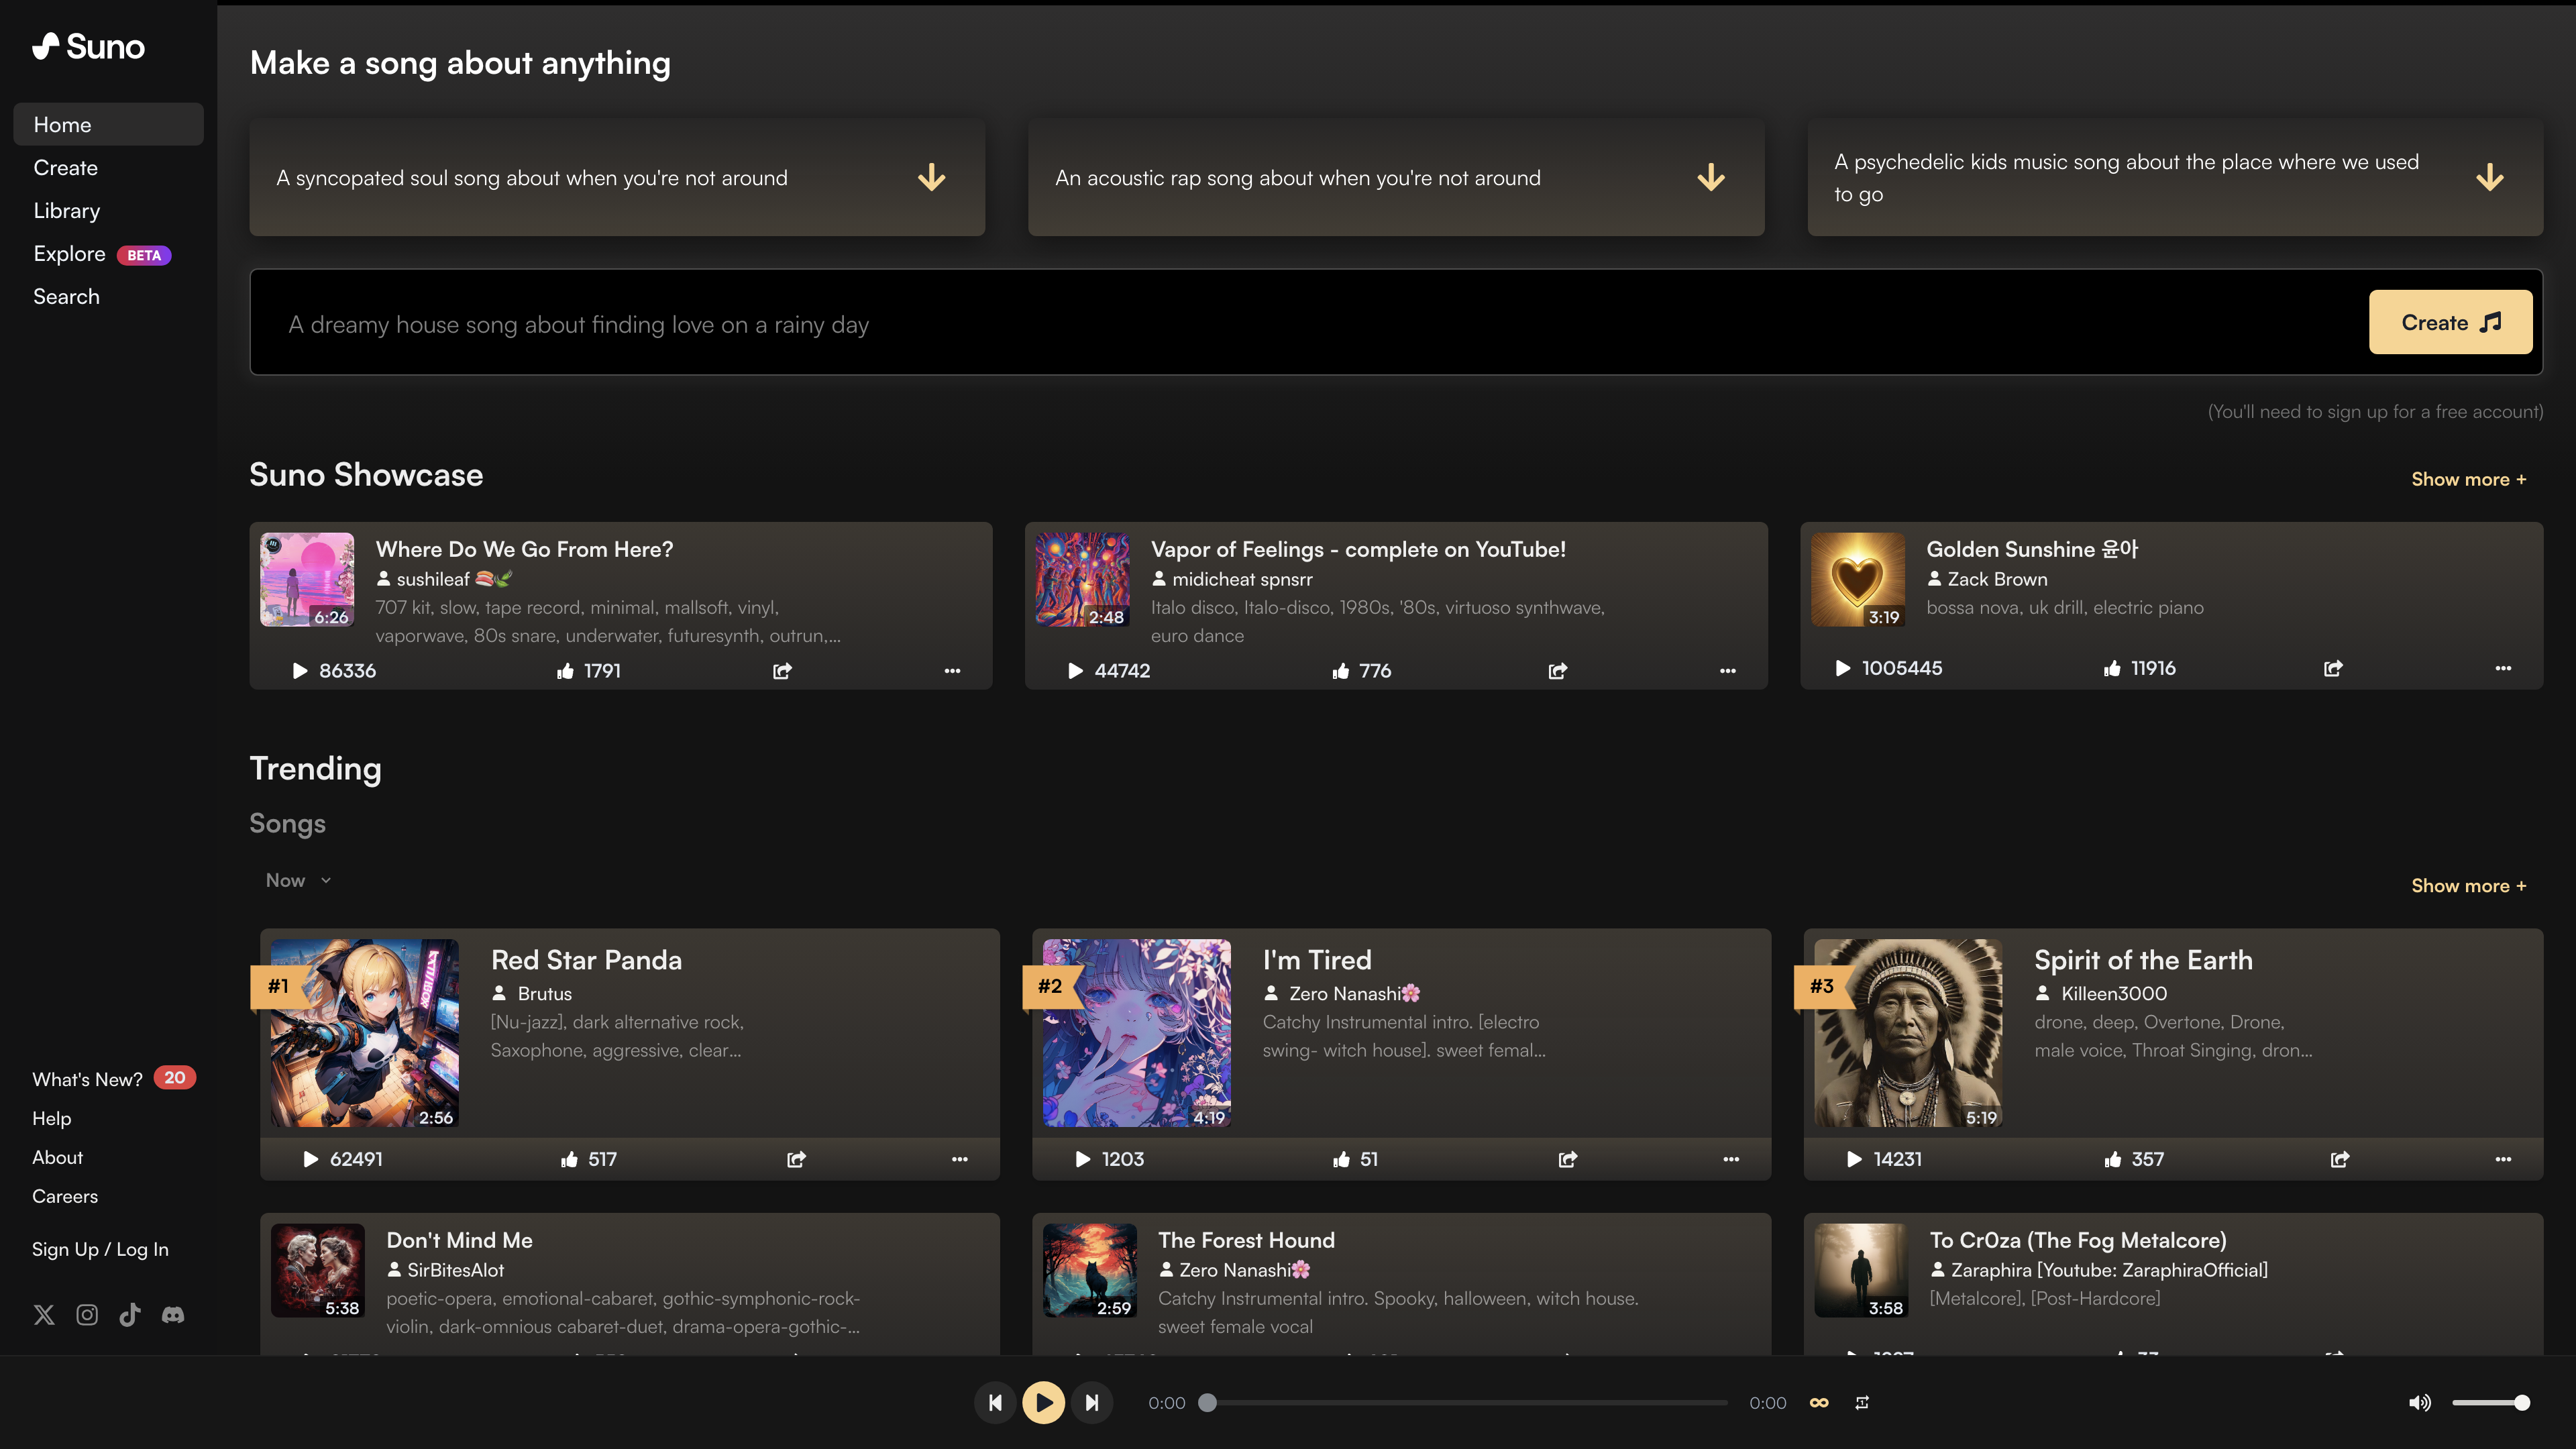 Suno
Home
Create
Library
Explore BETA
Search
What's New? 20
Help
About
Careers
Sign Up / Log In
Make a song about anything
A syncopated soul song about when you're not around
An acoustic rap song about when you're not around
A psychedelic kids music song about the place where we used
to go
A dreamy house song about finding love on a rainy day
Create
(You'll need to sign up for a free account)
Suno Showcase
Show more +
6:26
Where Do We Go From Here?
sushileaf 🍣🌿
707 kit, slow, tape record, minimal, mallsoft, vinyl,
vaporwave, 80s snare, underwater, futuresynth, outrun,...
86336 1791
2:48
Vapor of Feelings - complete on YouTube!
midicheat spnsrr
Italo disco, Italo-disco, 1980s, '80s, virtuoso synthwave,
euro dance
44742 776
3:19
Golden Sunshine 윤아
Zack Brown
bossa nova, uk drill, electric piano
1005445 11916
Trending
Songs
Now
Show more +
#1
2:56
Red Star Panda
Brutus
[Nu-jazz], dark alternative rock,
Saxophone, aggressive, clear...
62491 517
#2
4:19
I'm Tired
Zero Nanashi🌸
Catchy Instrumental intro. [electro
swing- witch house]. sweet femal...
1203 51
#3
5:19
Spirit of the Earth
Killeen3000
drone, deep, Overtone, Drone,
male voice, Throat Singing, dron...
14231 357
5:38
Don't Mind Me
SirBitesAlot
poetic-opera, emotional-cabaret, gothic-symphonic-rock-
violin, dark-omnious cabaret-duet, drama-opera-gothic-...
2:59
The Forest Hound
Zero Nanashi🌸
Catchy Instrumental intro. Spooky, halloween, witch house.
sweet female vocal
3:58
To Cr0za (The Fog Metalcore)
Zaraphira [Youtube: ZaraphiraOfficial]
[Metalcore], [Post-Hardcore]
0:00
0:00